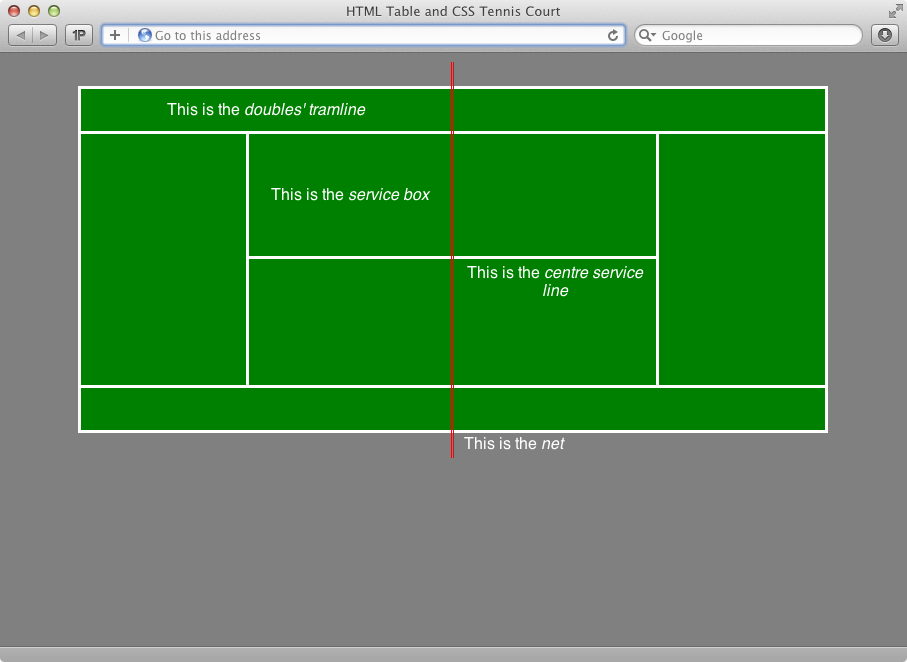 HTML Table and CSS Tennis Court
1P
Go to this address
Google
This is the doubles' tramline
This is the service box
This is the centre service
line
This is the net